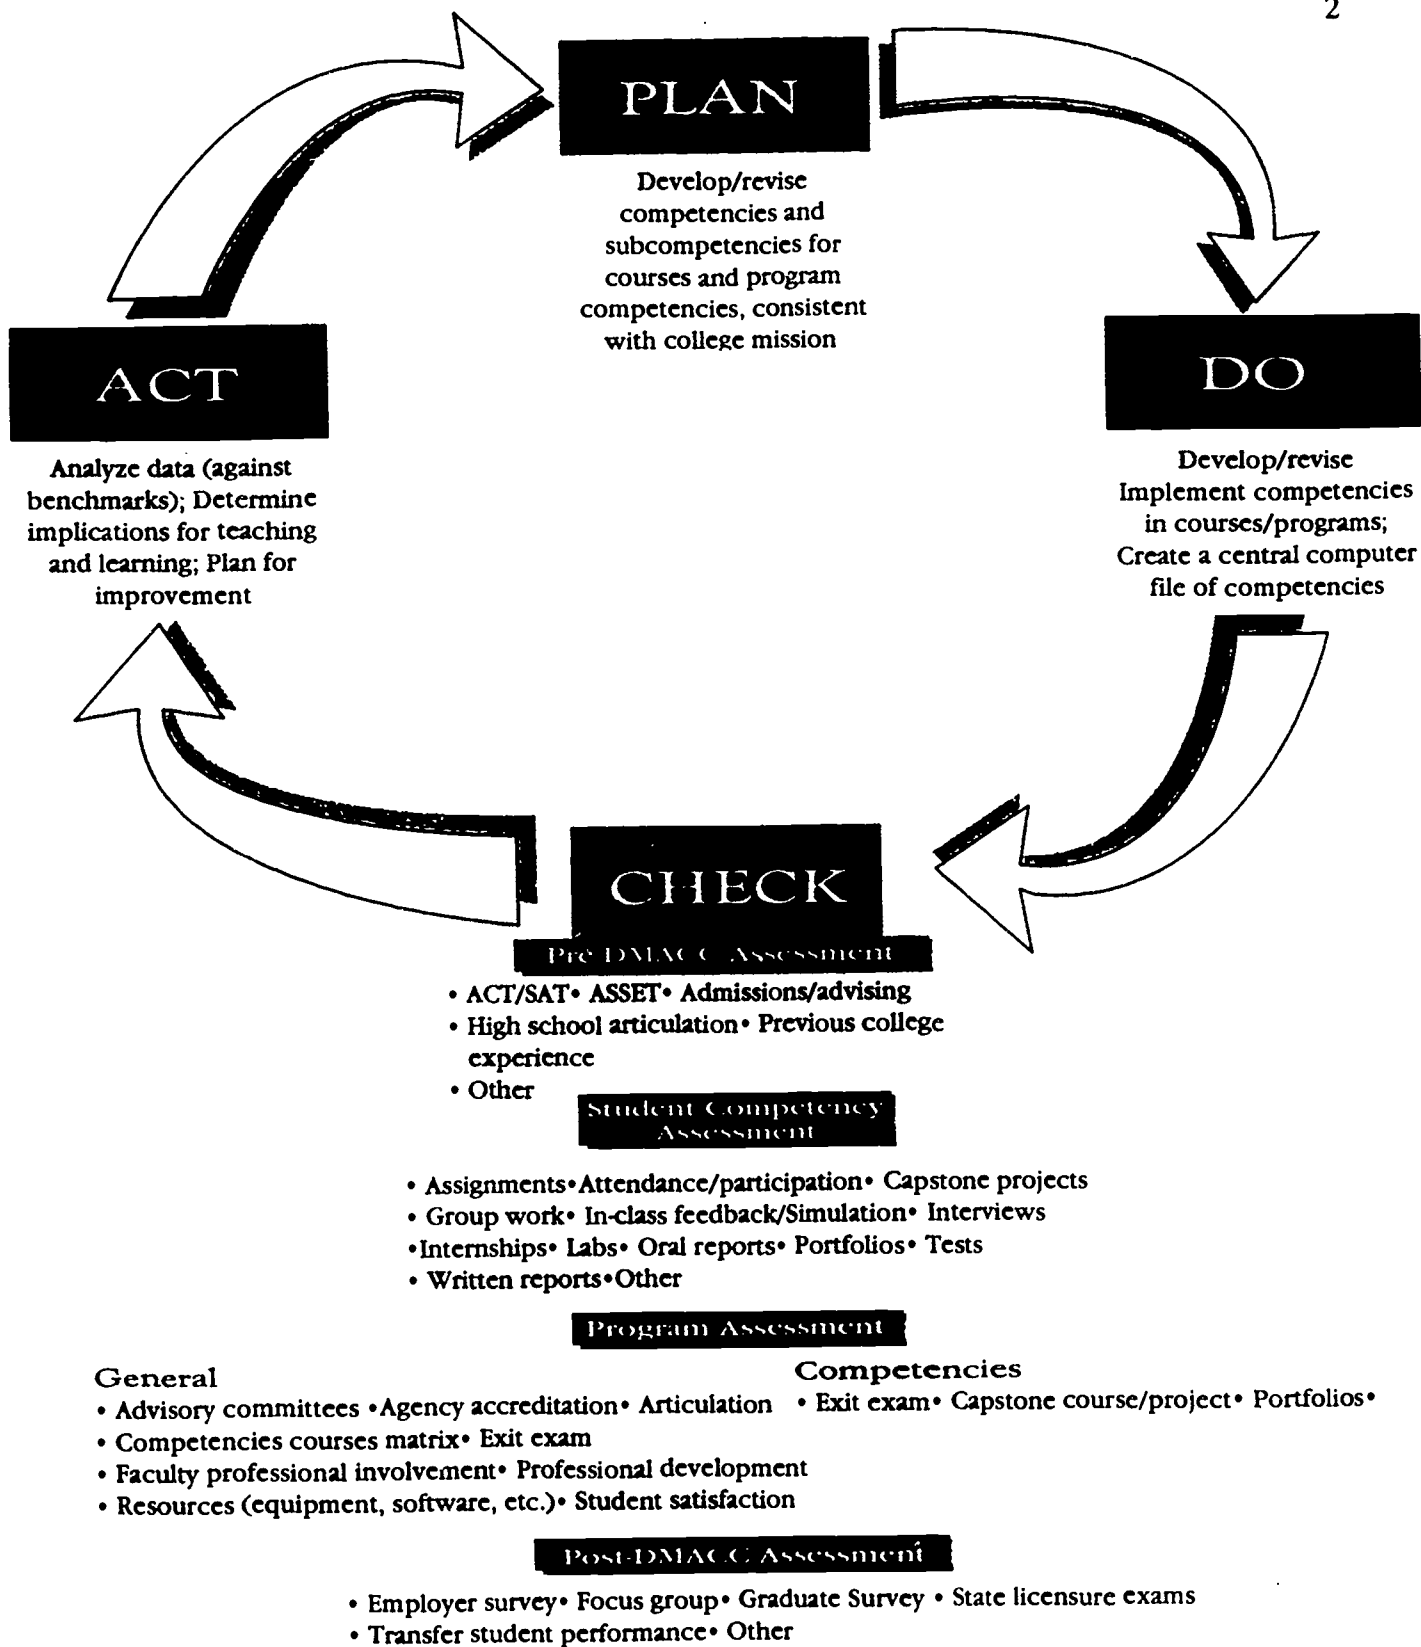 2
PLAN
Develop/revise
competencies and
subcompetencies for
courses and program
competencies, consistent
with college mission
ACT
Analyze data (against
benchmarks); Determine
implications for teaching
and learning; Plan for
improvement
DO
Develop/revise
Implement competencies
in courses/programs;
Create a central computer
file of competencies
CHECK
Pre-DMACC Assessment
• ACT/SAT• ASSET• Admissions/advising
• High school articulation• Previous college
experience
• Other
Student Competency
Assessment
• Assignments•Attendance/participation• Capstone projects
• Group work• In-class feedback/Simulation• Interviews
•Internships• Labs• Oral reports• Portfolios• Tests
• Written reports•Other
Program Assessment
General
• Advisory committees •Agency accreditation• Articulation
• Competencies courses matrix• Exit exam
• Faculty professional involvement• Professional development
• Resources (equipment, software, etc.)• Student satisfaction
Competencies
• Exit exam• Capstone course/project• Portfolios•
Post-DMACC Assessment
• Employer survey• Focus group• Graduate Survey • State licensure exams
• Transfer student performance• Other